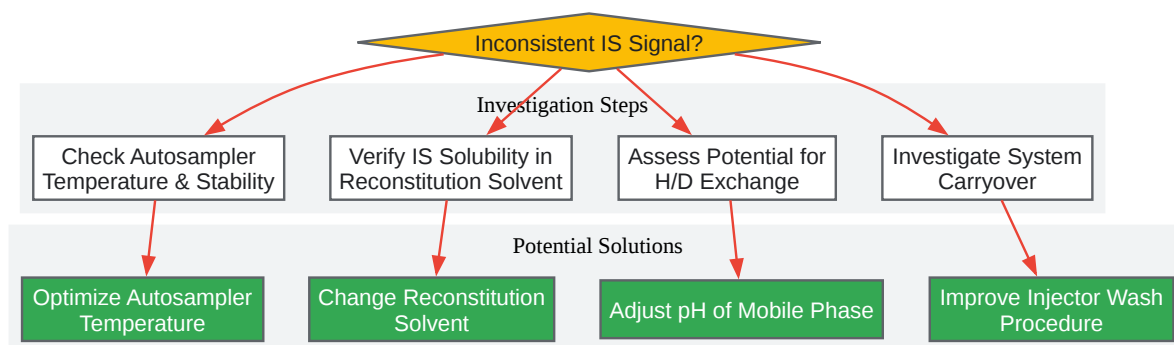 Inconsistent IS Signal?
Investigation Steps
Check Autosampler
Temperature & Stability
Verify IS Solubility in
Reconstitution Solvent
Assess Potential for
H/D Exchange
Investigate System
Carryover
Potential Solutions
Optimize Autosampler
Temperature
Change Reconstitution
Solvent
Adjust pH of Mobile Phase
Improve Injector Wash
Procedure